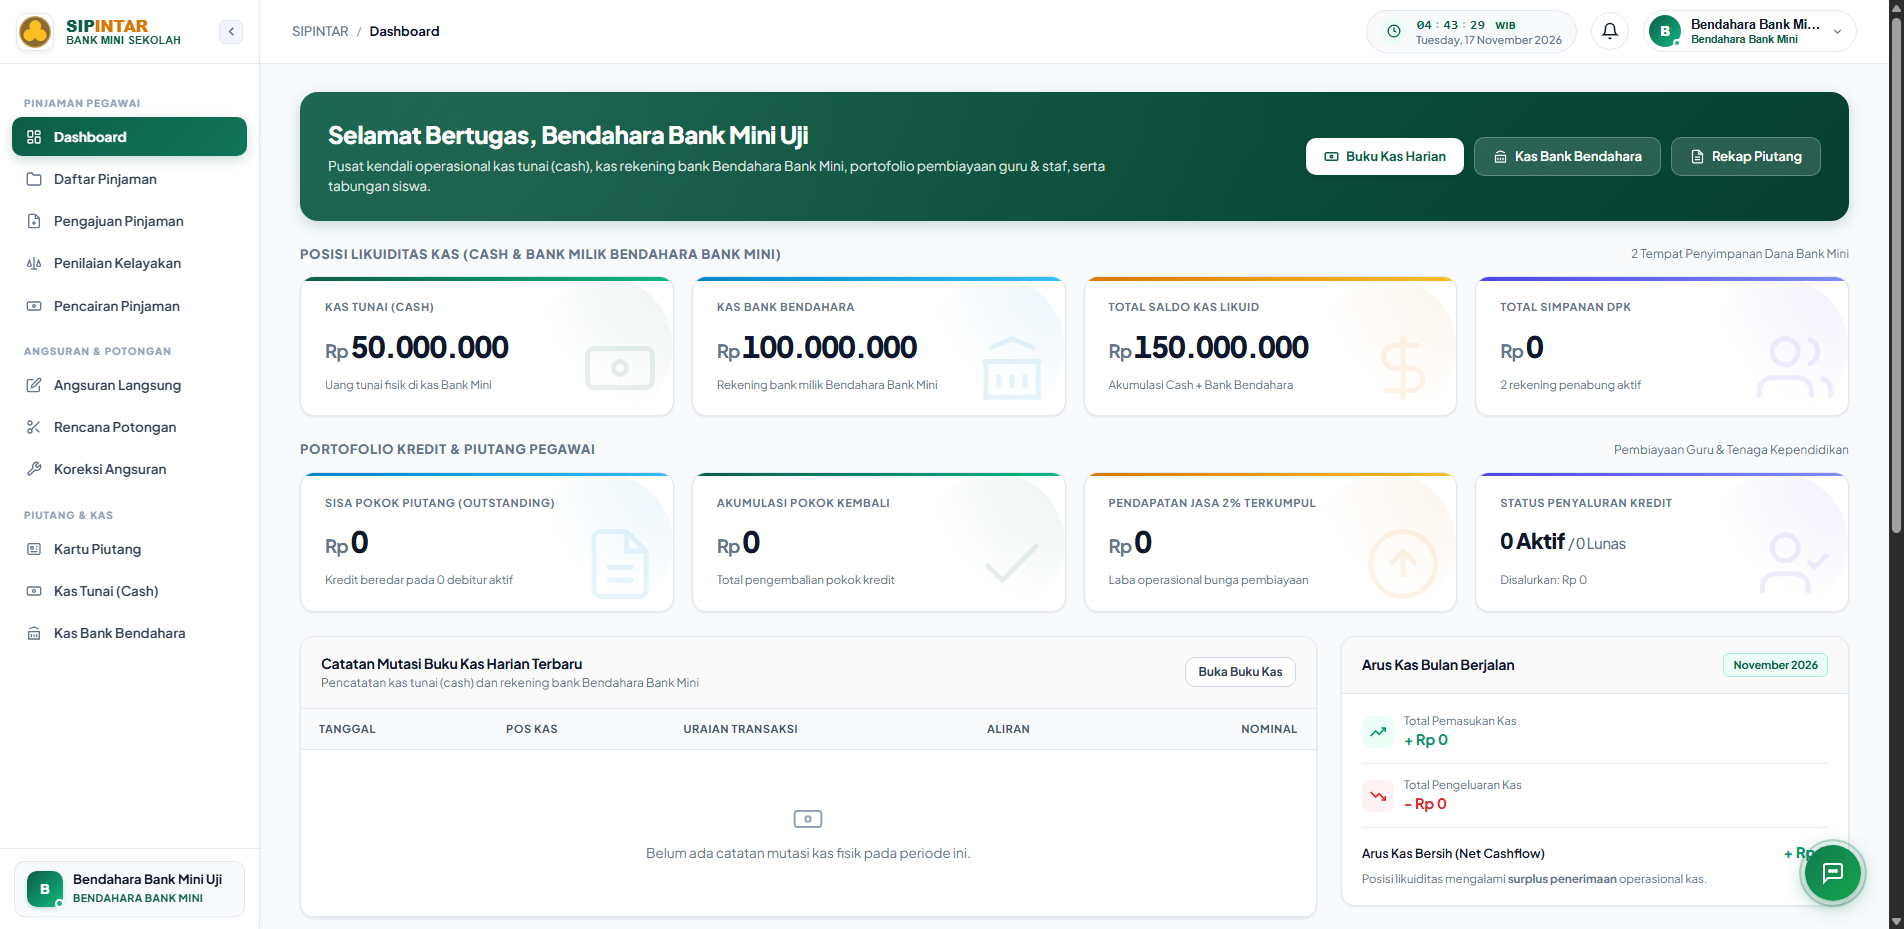 SIPINTAR
BANK MINI SEKOLAH
SIPINTAR / Dashboard
04 : 43 : 29 WIB
Tuesday, 17 November 2026
B
Bendahara Bank Mi...
Bendahara Bank Mini
PINJAMAN PEGAWAI
Dashboard
Daftar Pinjaman
Pengajuan Pinjaman
Penilaian Kelayakan
Pencairan Pinjaman
ANGSURAN & POTONGAN
Angsuran Langsung
Rencana Potongan
Koreksi Angsuran
PIUTANG & KAS
Kartu Piutang
Kas Tunai (Cash)
Kas Bank Bendahara
B
Bendahara Bank Mini Uji
BENDAHARA BANK MINI
Selamat Bertugas, Bendahara Bank Mini Uji
Pusat kendali operasional kas tunai (cash), kas rekening bank Bendahara Bank Mini, portofolio pembiayaan guru & staf, serta
tabungan siswa.
Buku Kas Harian
Kas Bank Bendahara
Rekap Piutang
POSISI LIKUIDITAS KAS (CASH & BANK MILIK BENDAHARA BANK MINI)
2 Tempat Penyimpanan Dana Bank Mini
KAS TUNAI (CASH)
Rp 50.000.000
Uang tunai fisik di kas Bank Mini
KAS BANK BENDAHARA
Rp 100.000.000
Rekening bank milik Bendahara Bank Mini
TOTAL SALDO KAS LIKUID
Rp 150.000.000
Akumulasi Cash + Bank Bendahara
TOTAL SIMPANAN DPK
Rp 0
2 rekening penabung aktif
PORTOFOLIO KREDIT & PIUTANG PEGAWAI
Pembiayaan Guru & Tenaga Kependidikan
SISA POKOK PIUTANG (OUTSTANDING)
Rp 0
Kredit beredar pada 0 debitur aktif
AKUMULASI POKOK KEMBALI
Rp 0
Total pengembalian pokok kredit
PENDAPATAN JASA 2% TERKUMPUL
Rp 0
Laba operasional bunga pembiayaan
STATUS PENYALURAN KREDIT
0 Aktif / 0 Lunas
Disalurkan: Rp 0
Catatan Mutasi Buku Kas Harian Terbaru
Pencatatan kas tunai (cash) dan rekening bank Bendahara Bank Mini
Buka Buku Kas
TANGGAL POS KAS URAIAN TRANSAKSI ALIRAN NOMINAL
Belum ada catatan mutasi kas fisik pada periode ini.
Arus Kas Bulan Berjalan
November 2026
Total Pemasukan Kas
+ Rp 0
Total Pengeluaran Kas
- Rp 0
Arus Kas Bersih (Net Cashflow)
+ Rp
Posisi likuiditas mengalami surplus penerimaan operasional kas.